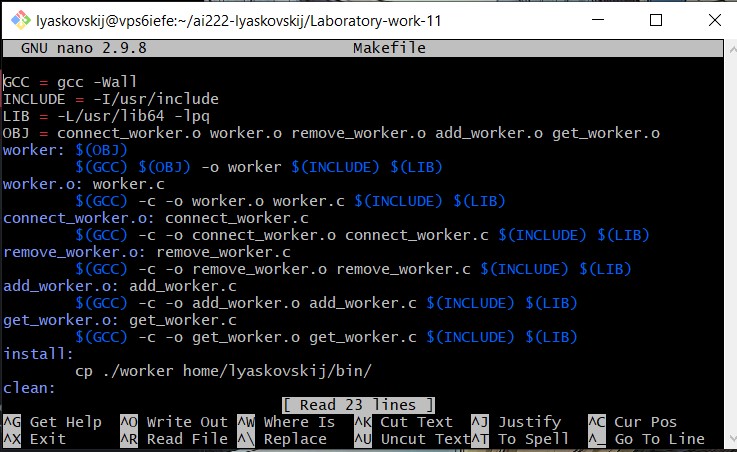 lyaskovskij@vps6iefe:~/ai222-lyaskovskij/Laboratory-work-11
GNU nano 2.9.8 Makefile
GCC = gcc -Wall
INCLUDE = -I/usr/include
LIB = -L/usr/lib64 -lpq
OBJ = connect_worker.o worker.o remove_worker.o add_worker.o get_worker.o
worker: $(OBJ)
$(GCC) $(OBJ) -o worker $(INCLUDE) $(LIB)
worker.o: worker.c
$(GCC) -c -o worker.o worker.c $(INCLUDE) $(LIB)
connect_worker.o: connect_worker.c
$(GCC) -c -o connect_worker.o connect_worker.c $(INCLUDE) $(LIB)
remove_worker.o: remove_worker.c
$(GCC) -c -o remove_worker.o remove_worker.c $(INCLUDE) $(LIB)
add_worker.o: add_worker.c
$(GCC) -c -o add_worker.o add_worker.c $(INCLUDE) $(LIB)
get_worker.o: get_worker.c
$(GCC) -c -o get_worker.o get_worker.c $(INCLUDE) $(LIB)
install:
cp ./worker home/lyaskovskij/bin/
clean:
[ Read 23 lines ]
^G Get Help ^O Write Out ^W Where Is ^K Cut Text ^J Justify ^C Cur Pos
^X Exit ^R Read File ^\ Replace ^U Uncut Text ^T To Spell ^_ Go To Line